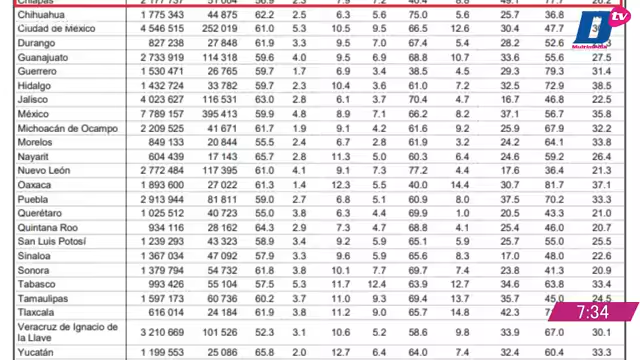 Chiapas 2 177 737 51 004 56.9 2.3 7.9 7.2 40.4 8.8 49.1 77.7 26.2
Chihuahua 1 775 343 44 875 62.2 2.5 6.3 5.6 75.0 5.6 25.7 36.8
Ciudad de México 4 546 515 252 019 61.0 5.3 10.5 9.5 66.5 12.6 30.4 47.7
Durango 827 238 27 848 61.9 3.3 9.5 7.0 67.4 5.4 28.2 52.6
Guanajuato 2 733 919 114 318 59.6 4.0 9.5 6.9 68.8 10.7 33.6 55.6 27.5
Guerrero 1 530 471 26 765 59.7 1.7 6.9 3.4 38.5 4.5 29.3 79.3 31.4
Hidalgo 1 432 724 33 782 59.7 2.3 10.4 3.6 61.0 7.2 32.5 72.9 38.5
Jalisco 4 023 627 116 531 63.0 2.8 6.1 3.7 70.4 4.7 16.7 46.8 22.5
México 7 789 157 395 413 59.9 4.8 8.9 7.1 66.2 8.2 37.1 56.7 35.8
Michoacán de Ocampo 2 209 525 41 671 61.7 1.9 9.1 4.2 61.6 9.2 25.9 67.9 32.2
Morelos 849 133 20 844 55.5 2.4 6.7 2.8 61.9 3.2 24.2 64.1 33.8
Nayarit 604 439 17 143 65.7 2.8 11.3 5.0 60.3 6.4 24.6 59.2 26.4
Nuevo León 2 772 484 117 395 61.0 4.1 9.1 7.3 77.2 4.4 17.6 36.4 21.3
Oaxaca 1 893 600 27 022 61.3 1.4 12.3 5.5 40.0 14.4 30.7 81.7 37.1
Puebla 2 913 944 81 811 59.0 2.7 6.8 5.1 60.9 8.0 37.5 70.2 33.3
Querétaro 1 025 512 40 723 55.0 3.8 6.3 4.4 69.9 1.0 20.5 43.3 21.0
Quintana Roo 934 116 28 162 64.3 2.9 7.3 4.7 68.8 4.1 25.4 46.0 20.7
San Luis Potosí 1 239 293 43 323 58.9 3.4 9.2 5.9 65.1 5.9 25.7 55.0 25.5
Sinaloa 1 367 034 47 092 57.9 3.3 9.6 5.9 65.6 8.3 17.0 48.0 22.6
Sonora 1 379 794 54 732 61.8 3.8 10.1 7.7 69.7 7.4 23.8 41.3 20.9
Tabasco 993 426 55 104 57.5 5.3 11.7 12.4 63.9 12.7 34.6 63.8 33.4
Tamaulipas 1 597 173 60 736 60.2 3.7 11.0 9.3 69.4 13.7 35.7 45.0 24.5
Tlaxcala 616 014 24 184 61.9 3.8 11.2 9.0 65.7 14.8 42.3
Veracruz de Ignacio de
la Llave 3 210 669 101 526 52.3 3.1 10.6 5.2 58.6 9.8 33.9 67.0 30.1
Yucatán 1 199 553 25 086 65.8 2.0 12.7 6.4 64.0 7.4 32.4 60.4 33.3
D tv
Multimedia
7:34